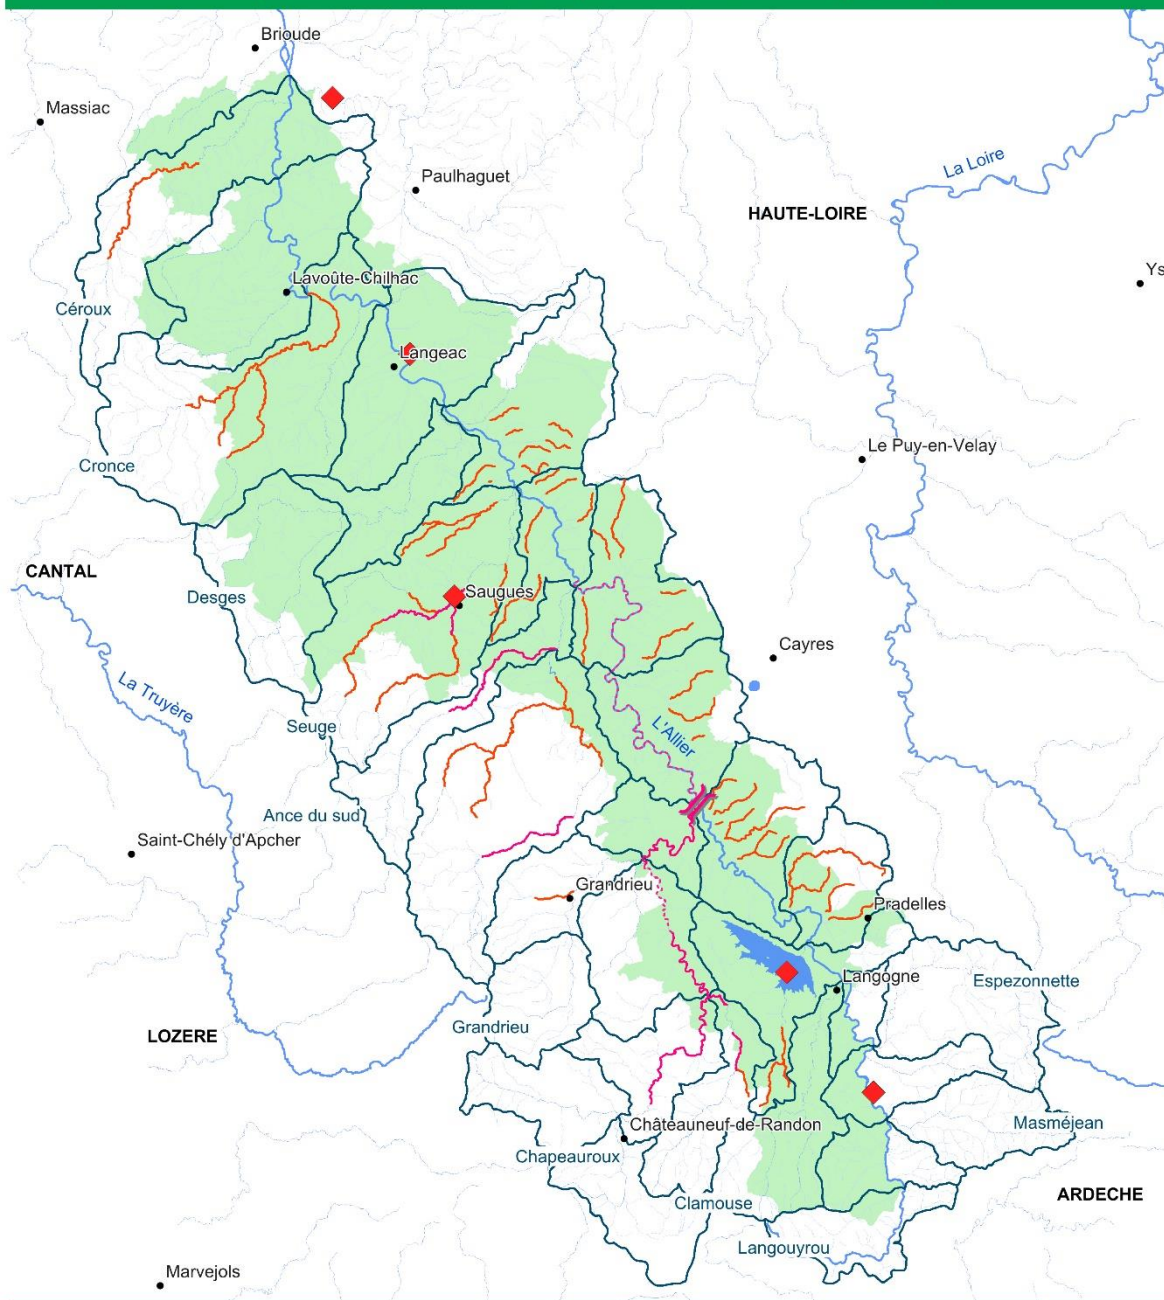 Brioude
Massiac
La Loire
Paulhaguet
HAUTE-LOIRE
Ys
Lavoûte-Chilhac
Céroux
Langeac
Le Puy-en-Velay
Cronce
CANTAL
Desges
Saugues
Cayres
La Truyère
Seuge
L'Allier
Ance du sud
Saint-Chély d'Apcher
Grandrieu
Pradelles
Langogne
Espezonnette
Grandrieu
LOZERE
Châteauneuf-de-Randon
Masméjean
Chapeauroux
ARDECHE
Clamouse
Langouyrou
Marvejols